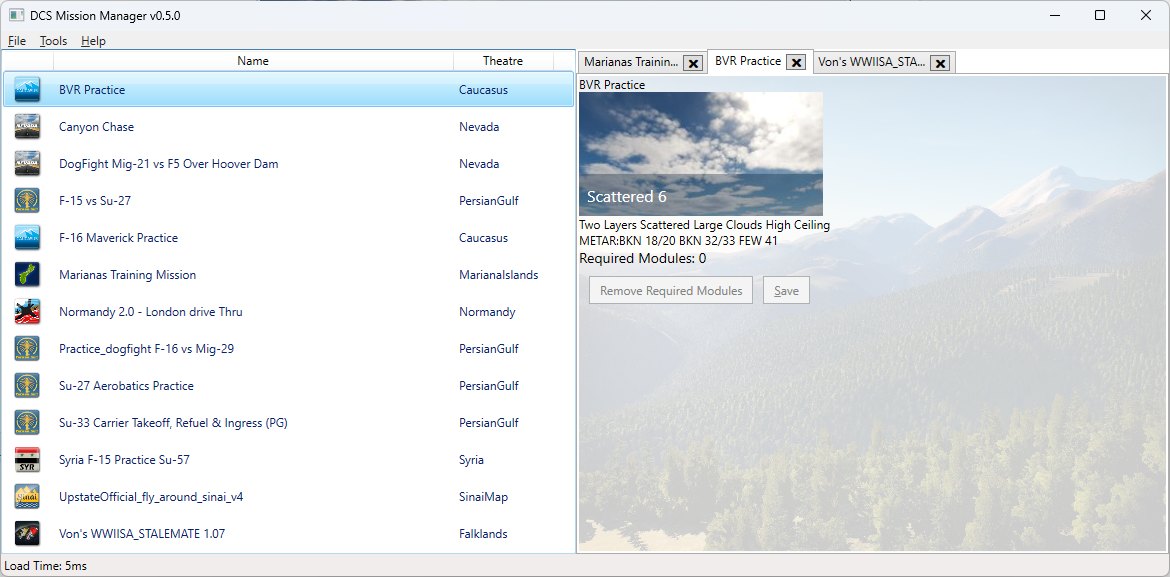 DCS Mission Manager v0.5.0
File Tools Help
Name Theatre
BVR Practice Caucasus
Canyon Chase Nevada
DogFight Mig-21 vs F5 Over Hoover Dam Nevada
F-15 vs Su-27 PersianGulf
F-16 Maverick Practice Caucasus
Marianas Training Mission MarianaIslands
Normandy 2.0 - London drive Thru Normandy
Practice_dogfight F-16 vs Mig-29 PersianGulf
Su-27 Aerobatics Practice PersianGulf
Su-33 Carrier Takeoff, Refuel & Ingress (PG) PersianGulf
SYR
Syria F-15 Practice Su-57 Syria
Sinai
UpstateOfficial_fly_around_sinai_v4 SinaiMap
Von's WWIISA_STALEMATE 1.07 Falklands
Marianas Trainin... BVR Practice Von's WWIISA_STA...
BVR Practice
Scattered 6
Two Layers Scattered Large Clouds High Ceiling
METAR:BKN 18/20 BKN 32/33 FEW 41
Required Modules: 0
Remove Required Modules Save
Load Time: 5ms